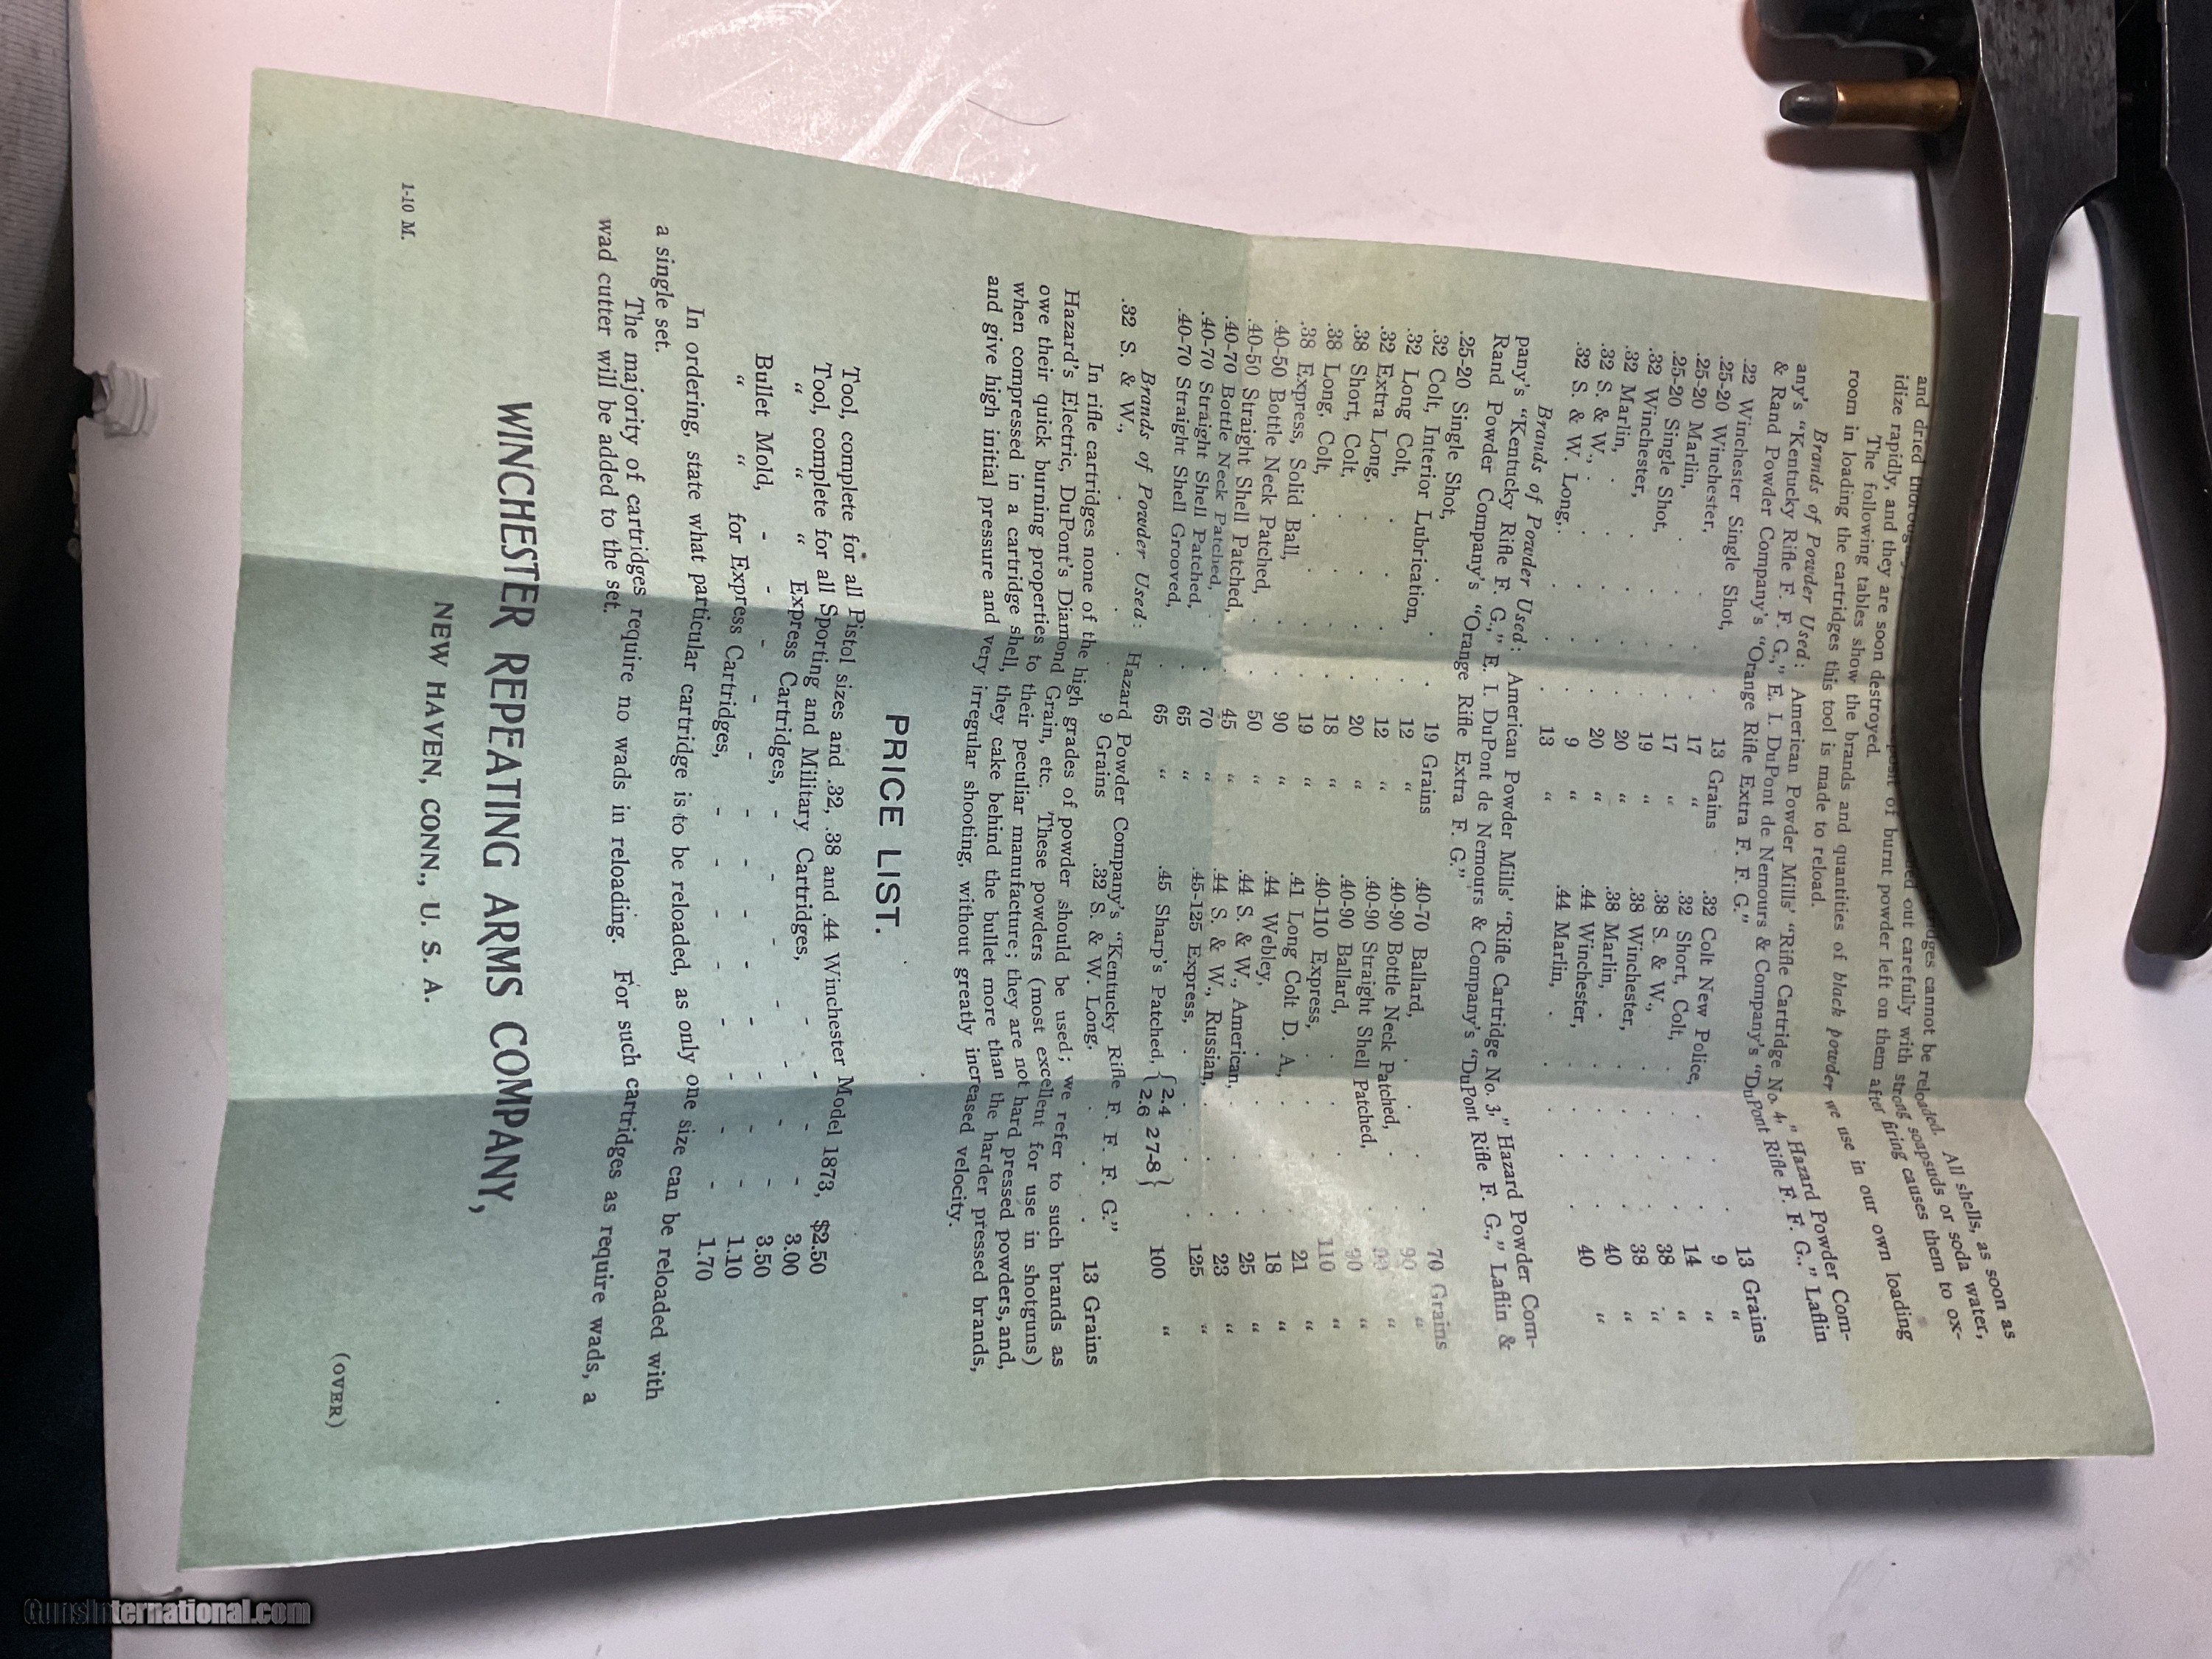 dges cannot be reloaded. All shells, as soon as
ed out carefully with strong soapsuds or soda water,
and dried of burnt powder left on them after firing causes them to ox-
idize rapidly, and they are soon destroyed.
The following tables show the brands and quantities of black powder we use in our own loading
room in loading the cartridges this tool is made to reload.
Brands of Powder Used: American Powder Mills' "Rifle Cartridge No. 4," Hazard Powder Com-
any's "Kentucky Rifle F. F. G.," E. I. DuPont de Nemours & Company's "DuPont Rifle F. F. G.," Laflin
& Rand Powder Company's "Orange Rifle Extra F. F. G."
.22 Winchester Single Shot, 13 Grains .32 Colt New Police, 13 Grains
.25-20 Winchester, 17 " .32 Short, Colt, 9 "
.25-20 Marlin, 17 " .38 S. & W., 14 "
.25-20 Single Shot, 19 " .38 Winchester, 38 "
.32 Winchester, 20 " .38 Marlin, 38 "
.32 Marlin, 20 " .44 Winchester, 40 "
.32 S. & W., 9 " .44 Marlin, 40 "
.32 S. & W. Long, 13 "
Brands of Powder Used: American Powder Mills' "Rifle Cartridge No. 3," Hazard Powder Com-
pany's "Kentucky Rifle F. G.," E. I. DuPont de Nemours & Company's "DuPont Rifle F. G.," Laflin &
Rand Powder Company's "Orange Rifle Extra F. G."
.25-20 Single Shot, 19 Grains .40-70 Ballard, 70 Grains
.32 Colt, Interior Lubrication, 12 " .40-90 Bottle Neck Patched, 90 "
.32 Long Colt, 12 " .40-90 Straight Shell Patched, 90 "
.32 Extra Long, 20 " .40-90 Ballard, 90 "
.38 Short, Colt, 18 " .40-110 Express, 110 "
.38 Long, Colt, 19 " .41 Long Colt D. A., 21 "
.38 Express, Solid Ball, 90 " .44 Webley, 18 "
.40-50 Bottle Neck Patched, 50 " .44 S. & W., American, 25 "
.40-50 Straight Shell Patched, 45 " .44 S. & W., Russian, 23 "
.40-70 Bottle Neck Patched, 70 " .45-125 Express, 125 "
.40-70 Straight Shell Patched, 65 " .45 Sharp's Patched, {2.4 2.6 27-8} 100 "
.40-70 Straight Shell Grooved, 65 "
Brands of Powder Used: Hazard Powder Company's "Kentucky Rifle F. F. F. F. G."
.32 S. & W., 9 Grains .32 S. & W. Long, 13 Grains
In rifle cartridges none of the high grades of powder should be used; we refer to such brands as
Hazard's Electric, DuPont's Diamond Grain, etc. These powders (most excellent for use in shotguns)
owe their quick burning properties to their peculiar manufacture; they are not hard pressed powders, and,
when compressed in a cartridge shell, they cake behind the bullet more than the harder pressed brands,
and give high initial pressure and very irregular shooting, without greatly increased velocity.
PRICE LIST.
Tool, complete for all Pistol sizes and .32, .38 and .44 Winchester Model 1873, $2.50
Tool, complete for all Sporting and Military Cartridges, - - - - 3.00
" " " Express Cartridges, - - - - - 3.50
Bullet Mold, - - - - - - - - - - 1.10
" " for Express Cartridges, - - - - - - - 1.70
In ordering, state what particular cartridge is to be reloaded, as only one size can be reloaded with
a single set.
The majority of cartridges require no wads in reloading. For such cartridges as require wads, a
wad cutter will be added to the set.
WINCHESTER REPEATING ARMS COMPANY,
NEW HAVEN, CONN., U. S. A.
1-10 M.
(OVER)
GunsInternational.com